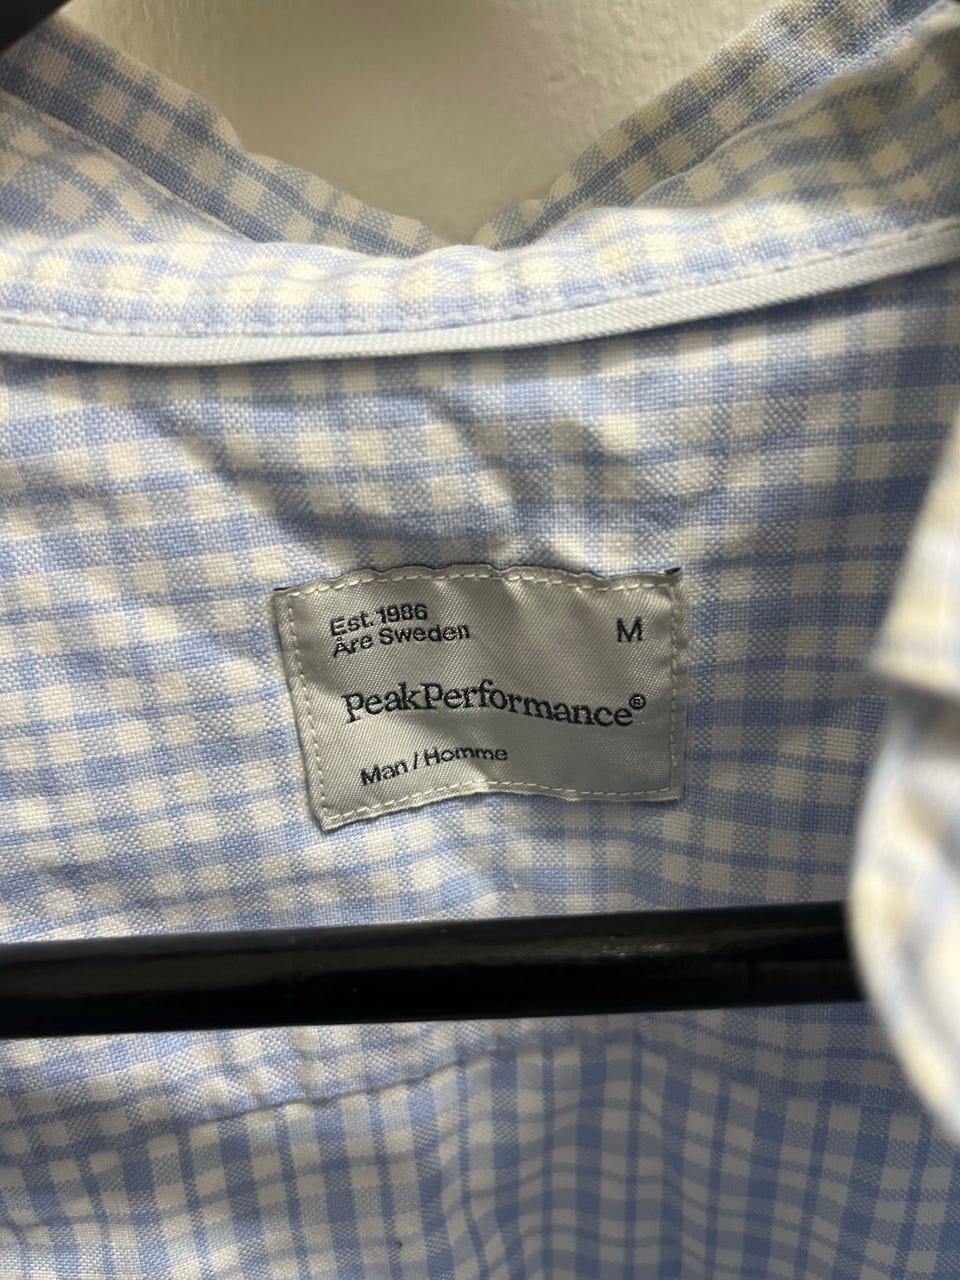 Est. 1986
Åre Sweden
M
PeakPerformance®
Man / Homme